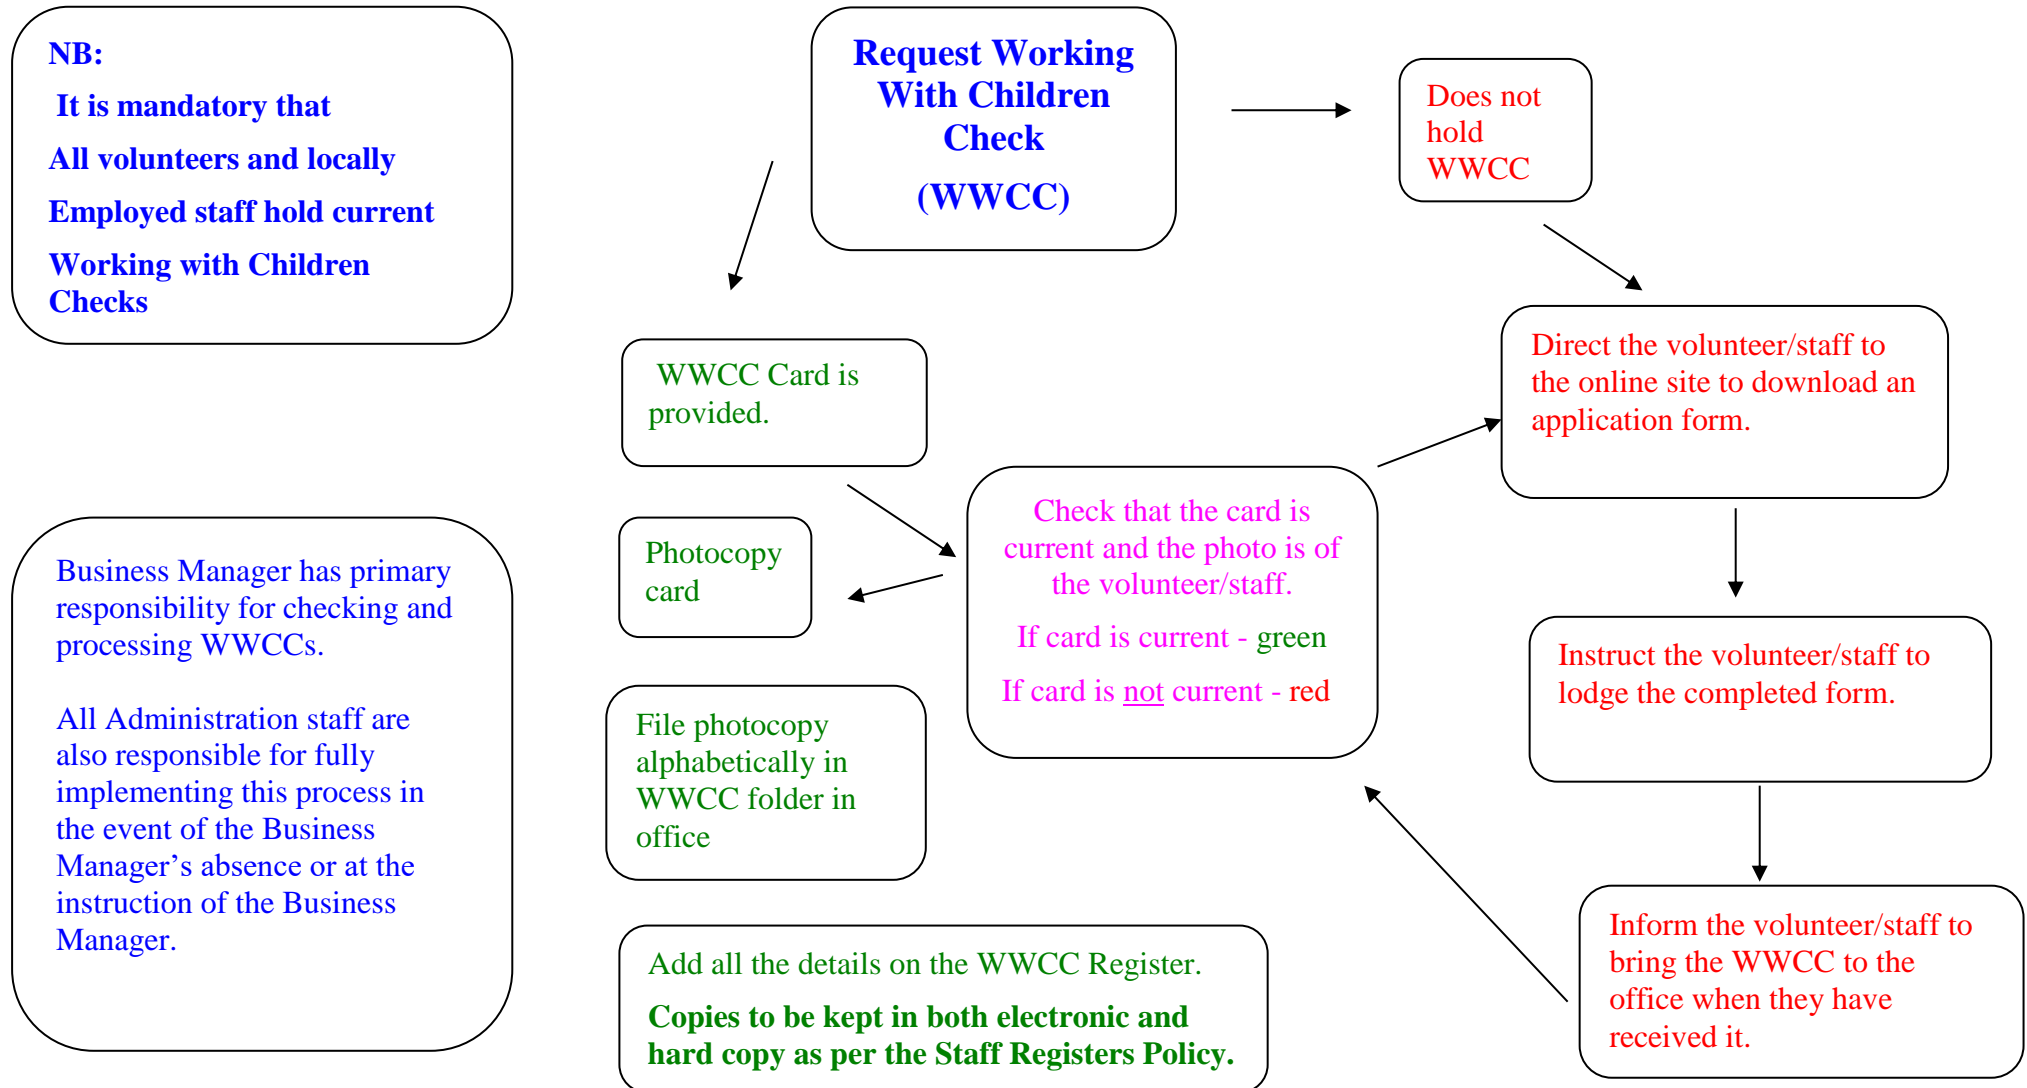 NB:
It is mandatory that
All volunteers and locally
Employed staff hold current
Working with Children
Checks
Request Working
With Children
Check
(WWCC)
Does not
hold
WWCC
WWCC Card is
provided.
Direct the volunteer/staff to
the online site to download an
application form.
Check that the card is
current and the photo is of
the volunteer/staff.
If card is current - green
If card is not current - red
Photocopy
card
Business Manager has primary
responsibility for checking and
processing WWCCs.
All Administration staff are
also responsible for fully
implementing this process in
the event of the Business
Manager’s absence or at the
instruction of the Business
Manager.
Instruct the volunteer/staff to
lodge the completed form.
File photocopy
alphabetically in
WWCC folder in
office
Inform the volunteer/staff to
bring the WWCC to the
office when they have
received it.
Add all the details on the WWCC Register.
Copies to be kept in both electronic and
hard copy as per the Staff Registers Policy.